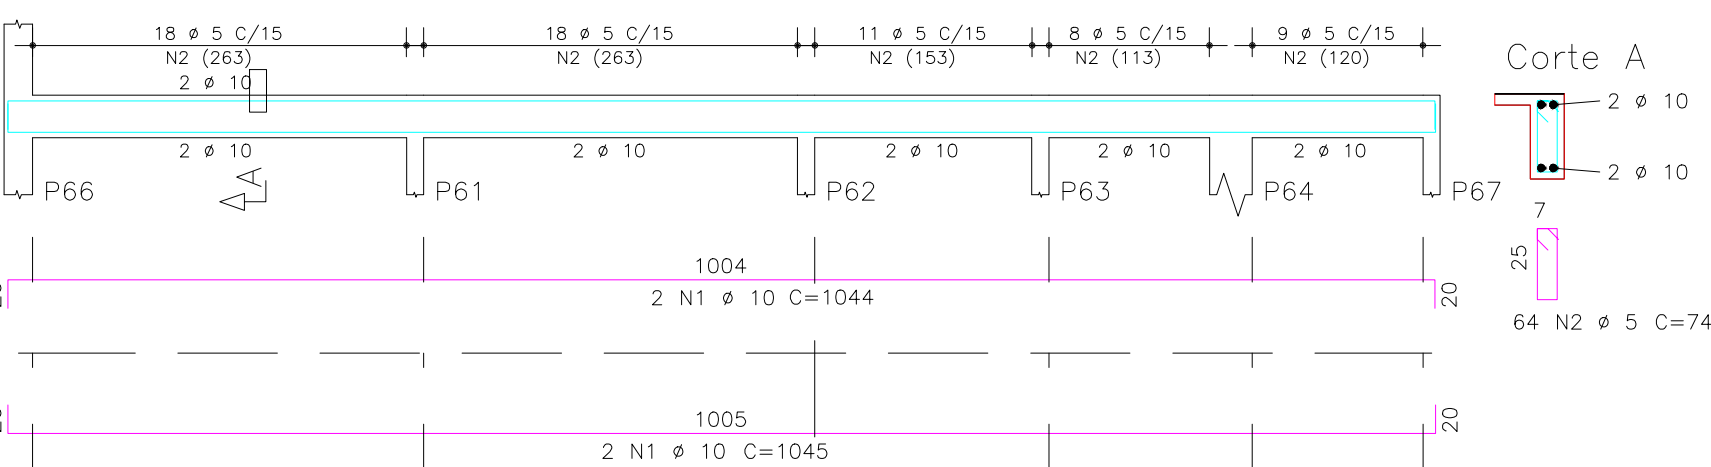 18 ø 5 C/15
18 ø 5 C/15
11 ø 5 C/15
8 ø 5 C/15
9 ø 5 C/15
N2 (263)
N2 (263)
N2 (153)
N2 (113)
N2 (120)
Corte A
2 ø 10
2 ø 10
2 ø 10
2 ø 10
2 ø 10
2 ø 10
2 ø 10
2 ø 10
A
P66
P61
P62
P63
P64
P67
7
25
1004
2 N1 ø 10 C=1044
20
64 N2 ø 5 C=74
1005
20
2 N1 ø 10 C=1045